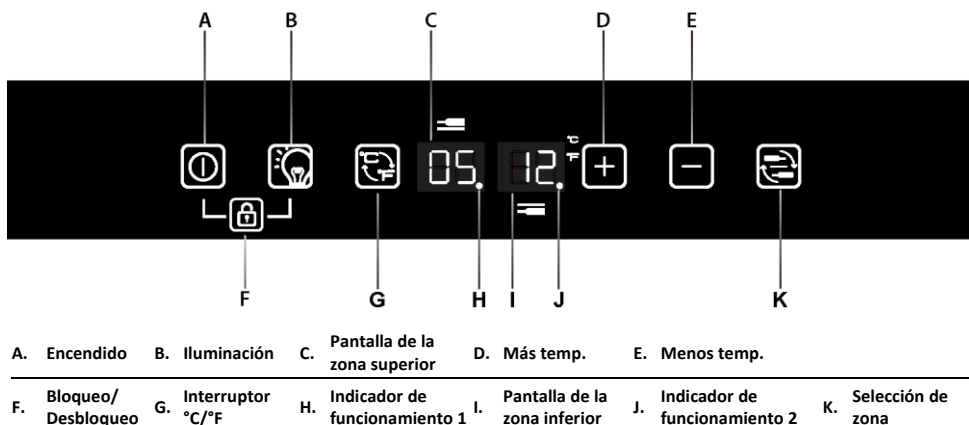 A B C D E
05 12 °C
°F
°C °F
F G H I J K
A. Encendido B. Iluminación C. Pantalla de la zona superior D. Más temp. E. Menos temp.
F. Bloqueo/ Desbloqueo G. Interruptor °C/°F H. Indicador de funcionamiento 1 I. Pantalla de la zona inferior J. Indicador de funcionamiento 2 K. Selección de zona